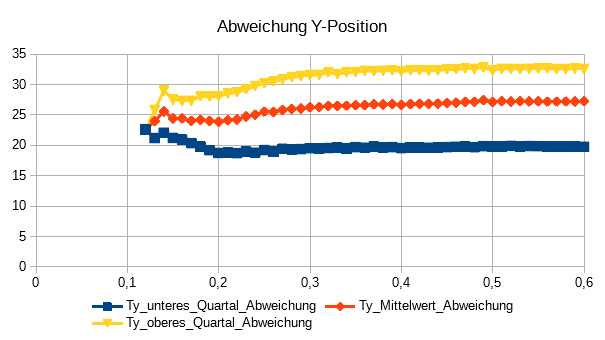 Abweichung Y-Position
35
30
25
20
15
10
5
0
0 0,1 0,2 0,3 0,4 0,5 0,6
Ty_unteres_Quartal_Abweichung Ty_Mittelwert_Abweichung
Ty_oberes_Quartal_Abweichung